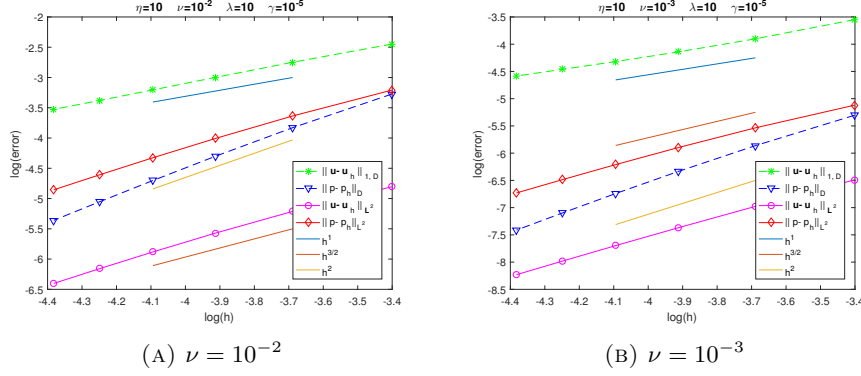 η=10 ν=10⁻² λ=10 γ=10⁻⁵
-2
-2.5
-3
-3.5
-4
-4.5
-5
-5.5
-6
-6.5
log(error)
|| u- u_h ||_{1, D}
|| p- p_h||_D
|| u- u_h ||_{L²}
|| p- p_h||_{L²}
h¹
h^{3/2}
h²
-4.4 -4.3 -4.2 -4.1 -4 -3.9 -3.8 -3.7 -3.6 -3.5 -3.4
log(h)
(A) ν = 10⁻²
η=10 ν=10⁻³ λ=10 γ=10⁻⁵
-3.5
-4
-4.5
-5
-5.5
-6
-6.5
-7
-7.5
-8
-8.5
log(error)
|| u- u_h ||_{1, D}
|| p- p_h||_D
|| u- u_h ||_{L²}
|| p- p_h||_{L²}
h¹
h^{3/2}
h²
-4.4 -4.3 -4.2 -4.1 -4 -3.9 -3.8 -3.7 -3.6 -3.5 -3.4
log(h)
(B) ν = 10⁻³